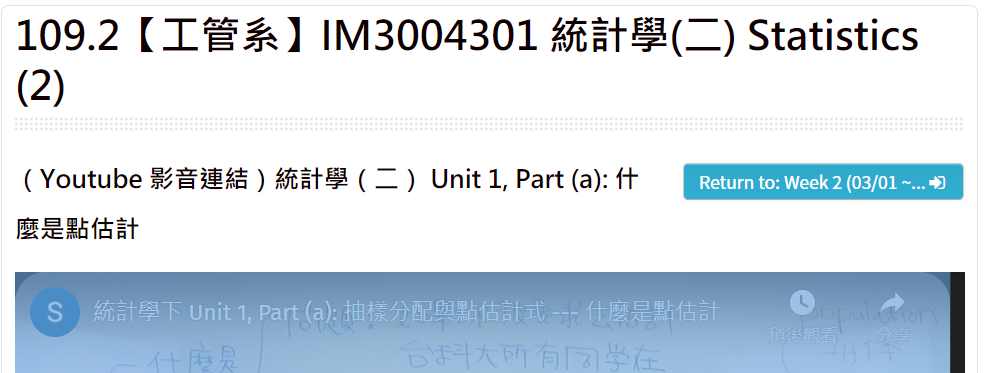 109.2【工管系】IM3004301 統計學(二) Statistics
(2)
（Youtube 影音連結）統計學（二） Unit 1, Part (a): 什
麼是點估計
Return to: Week 2 (03/01 ~...
S
統計學下 Unit 1, Part (a): 抽樣分配與點估計式 --- 什麼是點估計
稍後觀看
分享
population
母体
什麼是
台科大所有同学在